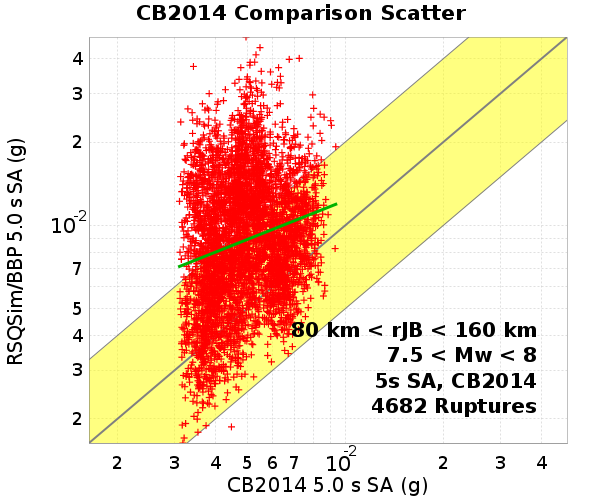 CB2014 Comparison Scatter
RSQSim/BBP 5.0 s SA (g)
4
3
2
10-2
7
5
4
3
2
80 km < rJB < 160 km
7.5 < Mw < 8
5s SA, CB2014
4682 Ruptures
2 3 4 5 6 7 10-2 2 3 4
CB2014 5.0 s SA (g)